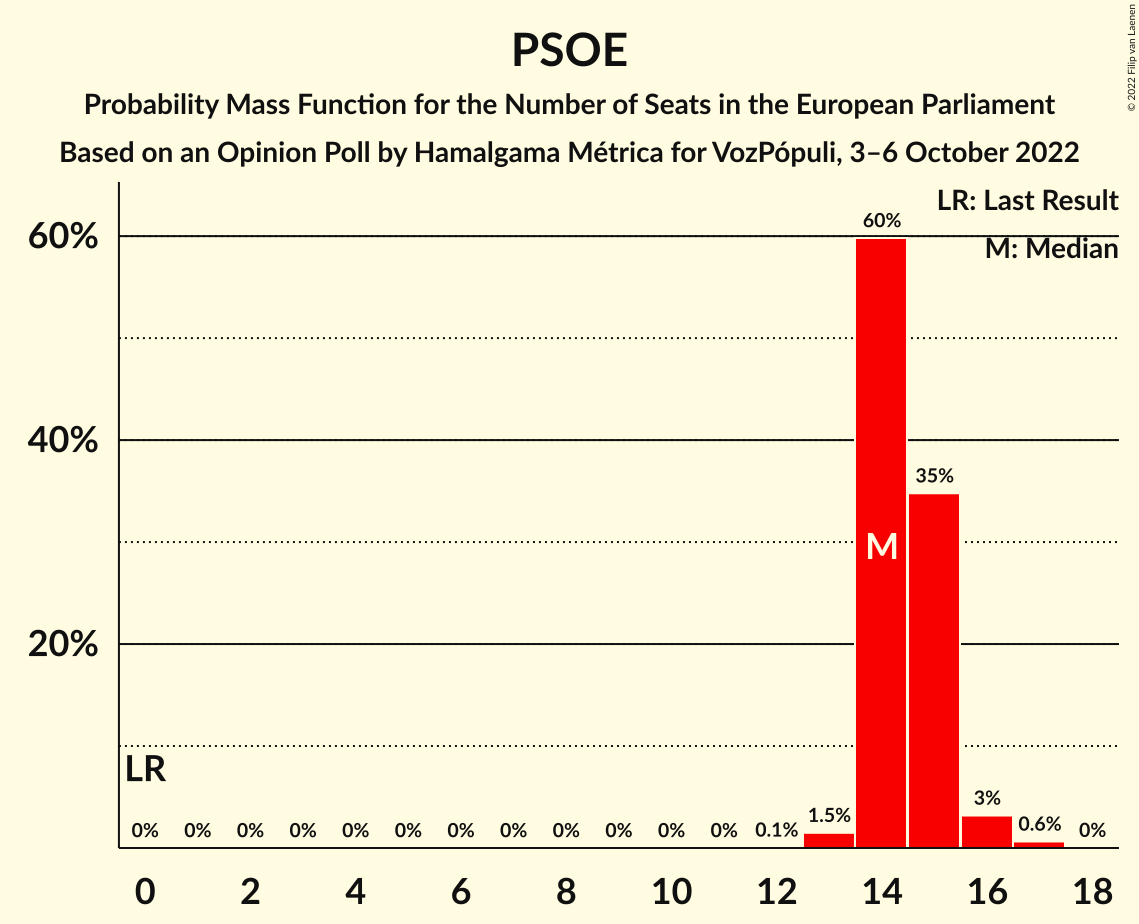 PSOE
Probability Mass Function for the Number of Seats in the European Parliament
Based on an Opinion Poll by Hamalgama Métrica for VozPópuli, 3–6 October 2022
© 2022 Filip van Laenen
LR: Last Result
M: Median
60%
40%
20%
60%
35%
M
LR
0% 0% 0% 0% 0% 0% 0% 0% 0% 0% 0% 0% 0.1% 1.5% 3% 0.6% 0%
0 2 4 6 8 10 12 14 16 18